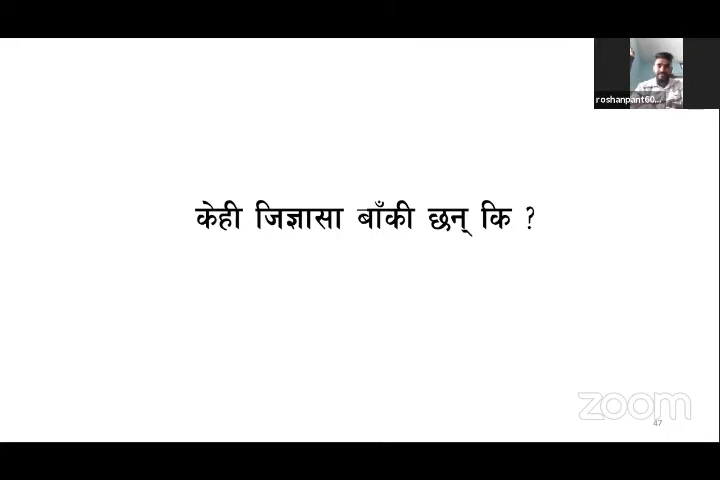 roshanpant60...
केही जिज्ञासा बाँकी छन् कि ?
zoom
47